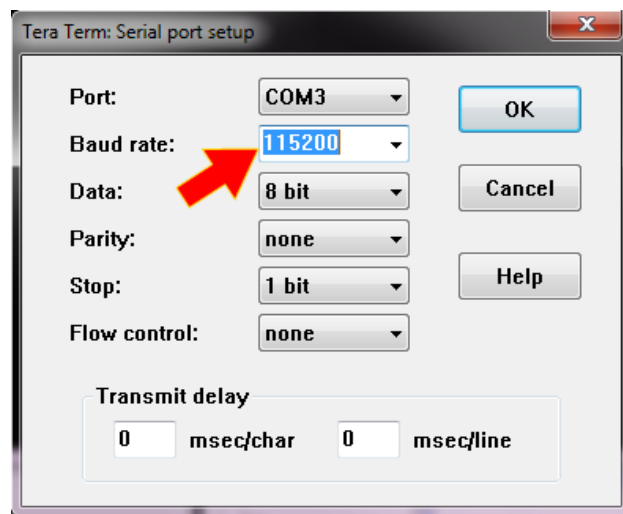 Tera Term: Serial port setup
Port: COM3
OK
Baud rate: 115200
Data: 8 bit
Cancel
Parity: none
Stop: 1 bit
Help
Flow control: none
Transmit delay
0 msec/char 0 msec/line